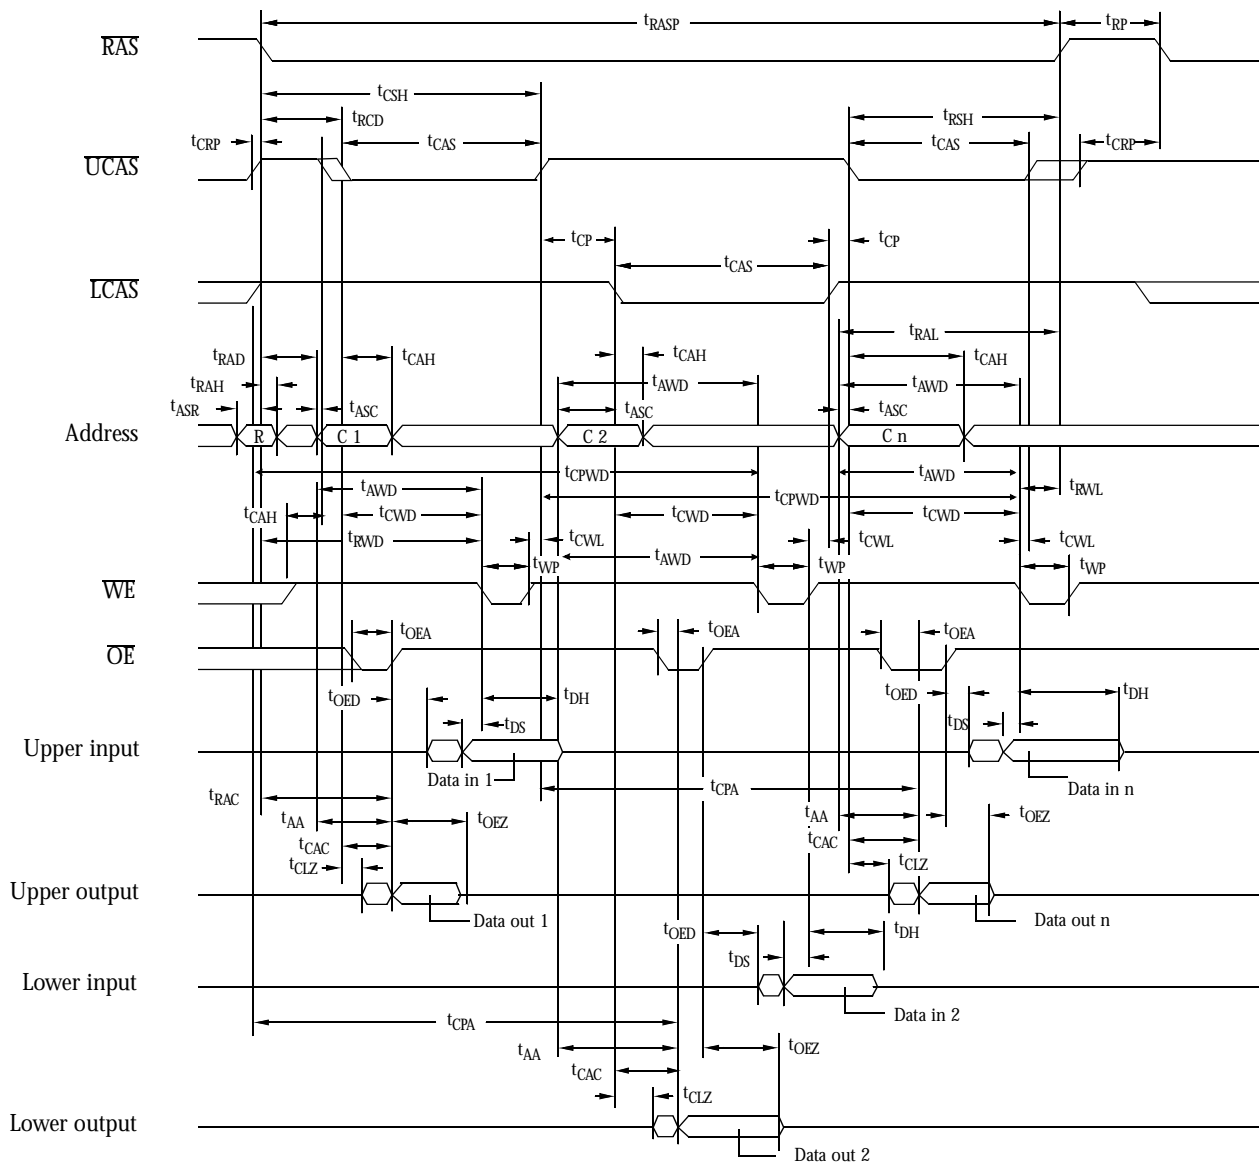 tRASP
tRP
RAS
tCSH
tRCD
tRSH
tCRP
tCAS
tCAS
tCRP
UCAS
tCP
tCP
tCAS
LCAS
tRAL
tRAD
tCAH
tCAH
tCAH
tRAH
tAWD
tAWD
tASR
tASC
tASC
tASC
Address
R
C 1
C 2
C n
tCPWD
tAWD
tAWD
tCPWD
tRWL
tCAH
tCWD
tCWD
tCWD
tRWD
tCWL
tCWL
tCWL
tAWD
tWP
tWP
tWP
WE
tOEA
tOEA
tOEA
OE
tOED
tDH
tOED
tDH
tDS
tDS
Upper input
Data in 1
tCPA
Data in n
tRAC
tAA
tOEZ
tAA
tOEZ
tCAC
tCAC
tCLZ
tCLZ
Upper output
Data out 1
Data out n
tOED
tDH
tDS
Lower input
Data in 2
tCPA
tAA
tOEZ
tCAC
tCLZ
Lower output
Data out 2